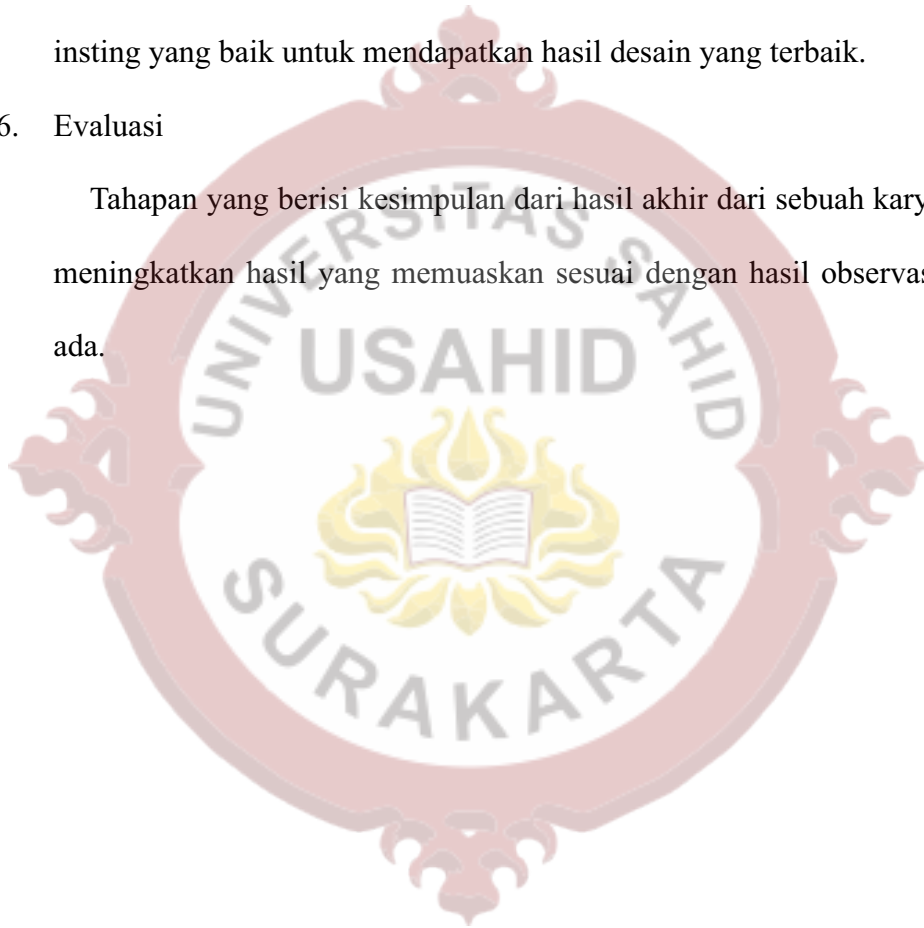 insting yang baik untuk mendapatkan hasil desain yang terbaik.
6. Evaluasi
Tahapan yang berisi kesimpulan dari hasil akhir dari sebuah kary
meningkatkan hasil yang memuaskan sesuai dengan hasil observas
ada.
UNIVERSITAS SAHID
USAHID
SURAKARTA